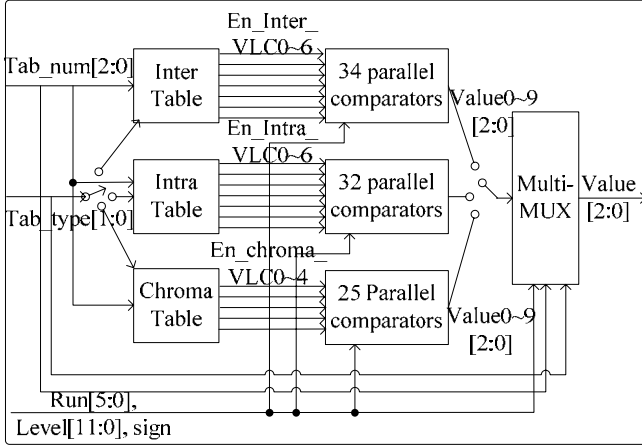 En_Inter_
VLC0~6
Tab_num[2:0]
Inter
Table
34 parallel
comparators
Value0~9
[2:0]
En_Intra_
VLC0~6
Tab_type[1:0]
Intra
Table
32 parallel
comparators
Multi-
MUX
Value
[2:0]
En_chroma_
VLC0~4
Chroma
Table
25 Parallel
comparators
Value0~9
[2:0]
Run[5:0],
Level[11:0], sign